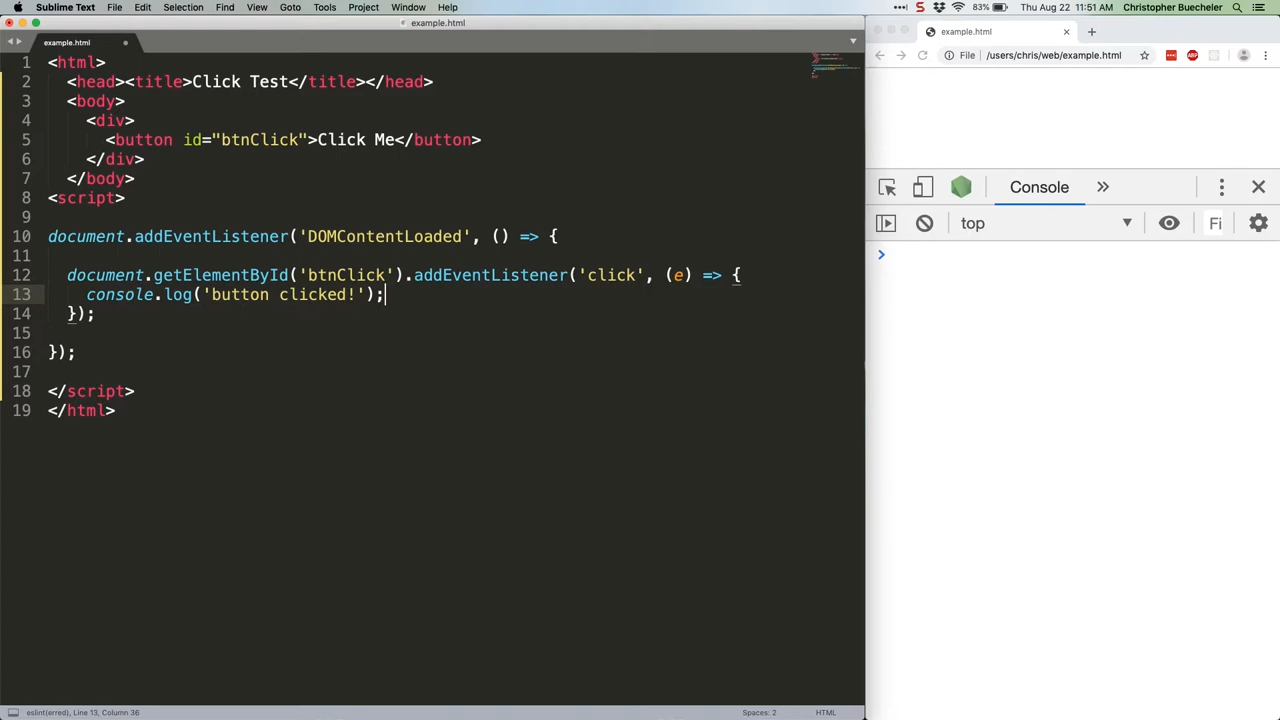 Sublime Text File Edit Selection Find View Goto Tools Project Window Help
83% Thu Aug 22 11:51 AM Christopher Buecheler
example.html
example.html
1 <html>
2 <head><title>Click Test</title></head>
3 <body>
4 <div>
5 <button id="btnClick">Click Me</button>
6 </div>
7 </body>
8 <script>
9
10 document.addEventListener('DOMContentLoaded', () => {
11
12 document.getElementById('btnClick').addEventListener('click', (e) => {
13 console.log('button clicked!');
14 });
15
16 });
17
18 </script>
19 </html>
eslint(erred), Line 13, Column 36
Spaces: 2
HTML
example.html
File /users/chris/web/example.html
ABP
Console
top
Fi